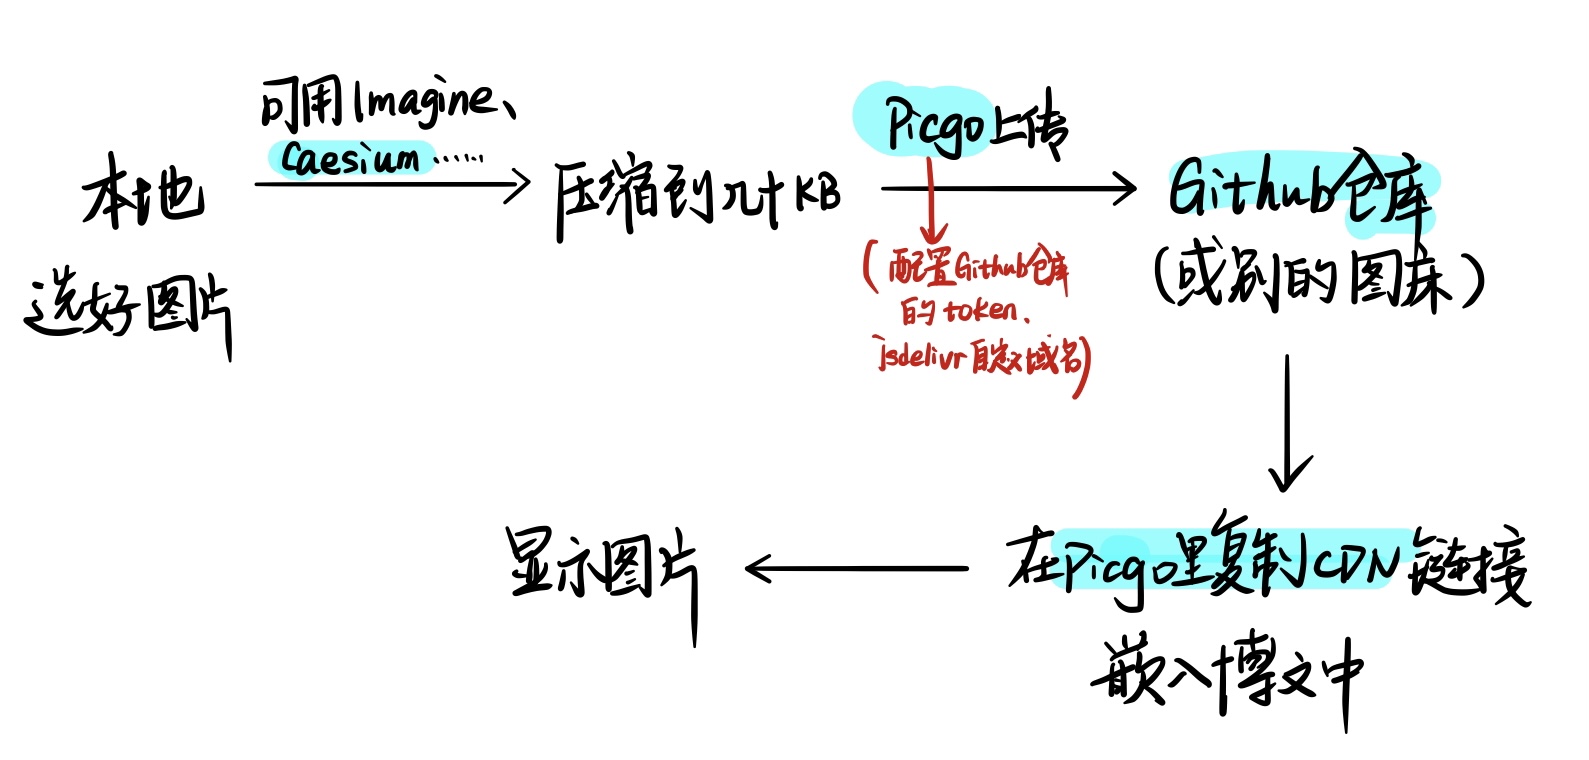 可用Imagine、
Caesium ……
本地
选好图片
压缩到几十KB
Picgo上传
(配置Github仓库
的token、
jsdelivr自定义域名)
Github仓库
(或别的图床)
在Picgo里复制CDN链接
嵌入博文中
显示图片